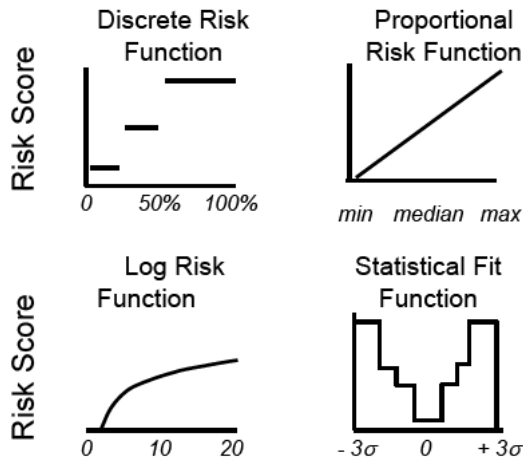 Discrete Risk
Function
Proportional
Risk Function
Risk Score
0 50% 100%
min median max
Log Risk
Function
Statistical Fit
Function
Risk Score
0 10 20
- 3σ 0 + 3σ